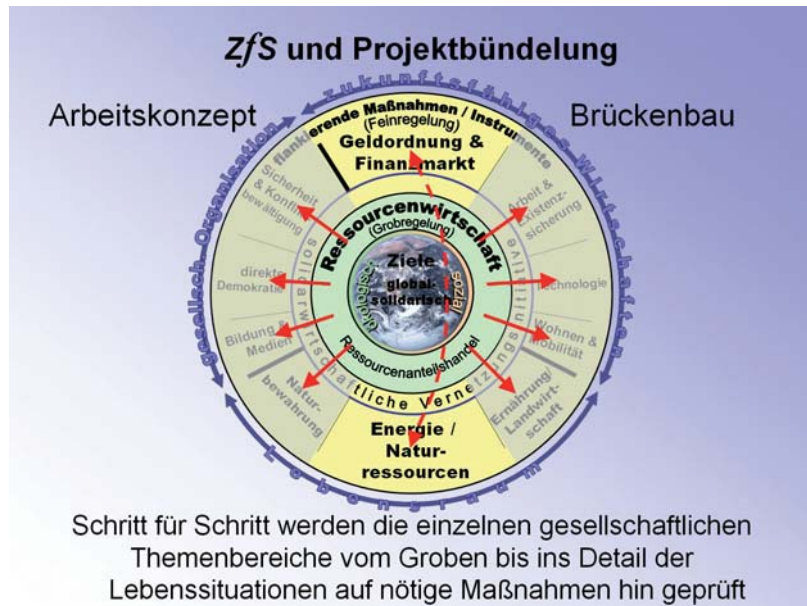 ZfS und Projektbündelung
Arbeitskonzept
Brückenbau
zukunftsfähiges Wirtschaften
gesellsch. Organisation
Lebensraum
flankierende Maßnahmen / Instrumente
(Feinregelung)
Geldordnung &
Finanzmarkt
Sicherheit
& Konflikt-
bewältigung
Arbeit &
Existenz-
sicherung
direkte
Demokratie
Technologie
Bildung &
Medien
Wohnen &
Mobilität
Natur-
bewahrung
Ernährung/
Landwirt-
schaft
Energie /
Natur-
ressourcen
solidarwirtschaftliche Vernetzungsinitiative
Ressourcenwirtschaft
(Grobregelung)
Ressourcenanteilshandel
Ziele
global-
solidarisch
ökologisch
sozial
Schritt für Schritt werden die einzelnen gesellschaftlichen
Themenbereiche vom Groben bis ins Detail der
Lebenssituationen auf nötige Maßnahmen hin geprüft